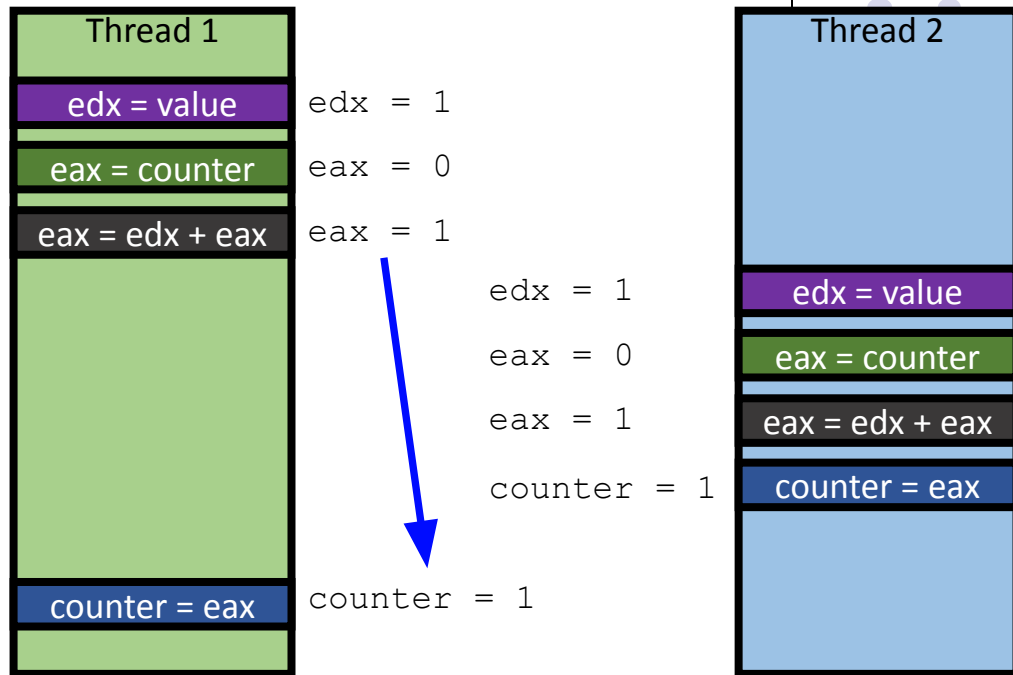 Thread 1
edx = value
edx = 1
eax = counter
eax = 0
eax = edx + eax
eax = 1
counter = eax
counter = 1
Thread 2
edx = 1
edx = value
eax = 0
eax = counter
eax = 1
eax = edx + eax
counter = 1
counter = eax